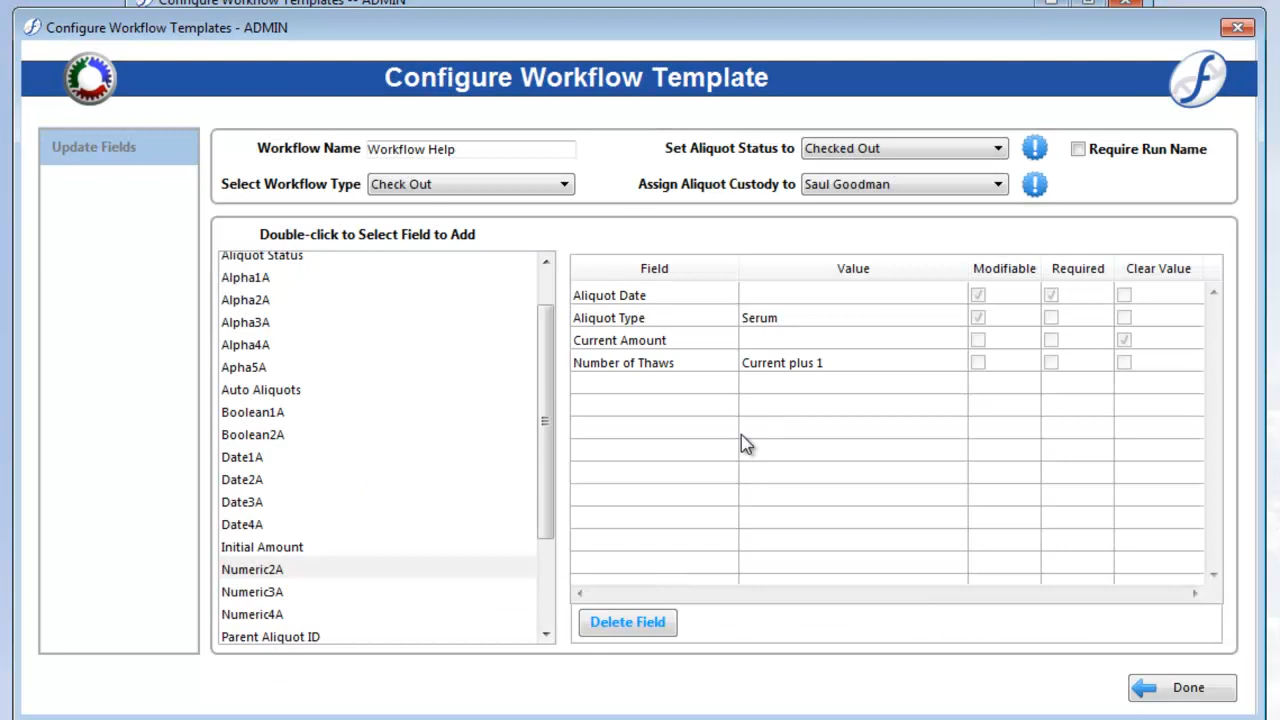 Configure Workflow Templates -- ADMIN
Configure Workflow Templates - ADMIN
Configure Workflow Template
Update Fields
Workflow Name Workflow Help Set Aliquot Status to Checked Out Require Run Name
Select Workflow Type Check Out Assign Aliquot Custody to Saul Goodman
Double-click to Select Field to Add
Aliquot Status
Alpha1A
Alpha2A
Alpha3A
Alpha4A
Apha5A
Auto Aliquots
Boolean1A
Boolean2A
Date1A
Date2A
Date3A
Date4A
Initial Amount
Numeric2A
Numeric3A
Numeric4A
Parent Aliquot ID
Field Value Modifiable Required Clear Value
Aliquot Date
Aliquot Type Serum
Current Amount
Number of Thaws Current plus 1
Delete Field
Done